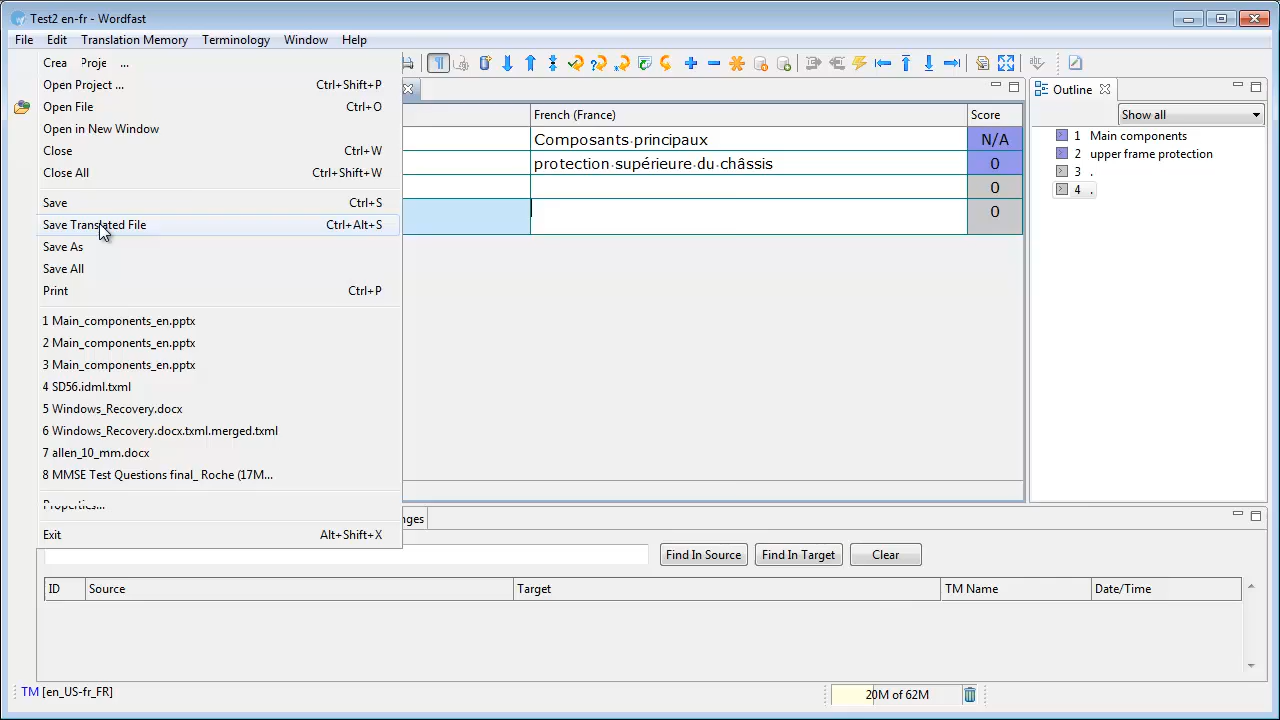 Test2 en-fr - Wordfast
File Edit Translation Memory Terminology Window Help
Crea Proje ...
Open Project ... Ctrl+Shift+P
Open File Ctrl+O
Open in New Window
Close Ctrl+W
Close All Ctrl+Shift+W
Save Ctrl+S
Save Translated File Ctrl+Alt+S
Save As
Save All
Print Ctrl+P
1 Main_components_en.pptx
2 Main_components_en.pptx
3 Main_components_en.pptx
4 SD56.idml.txml
5 Windows_Recovery.docx
6 Windows_Recovery.docx.txml.merged.txml
7 allen_10_mm.docx
8 MMSE Test Questions final_ Roche (17M...
Properties...
Exit Alt+Shift+X
French (France) Score
Composants·principaux N/A
protection·supérieure·du·châssis 0
0
0
Outline
Show all
1 Main components
2 upper frame protection
3 .
4 .
nges
Find In Source Find In Target Clear
ID Source Target TM Name Date/Time
TM [en_US-fr_FR] 20M of 62M